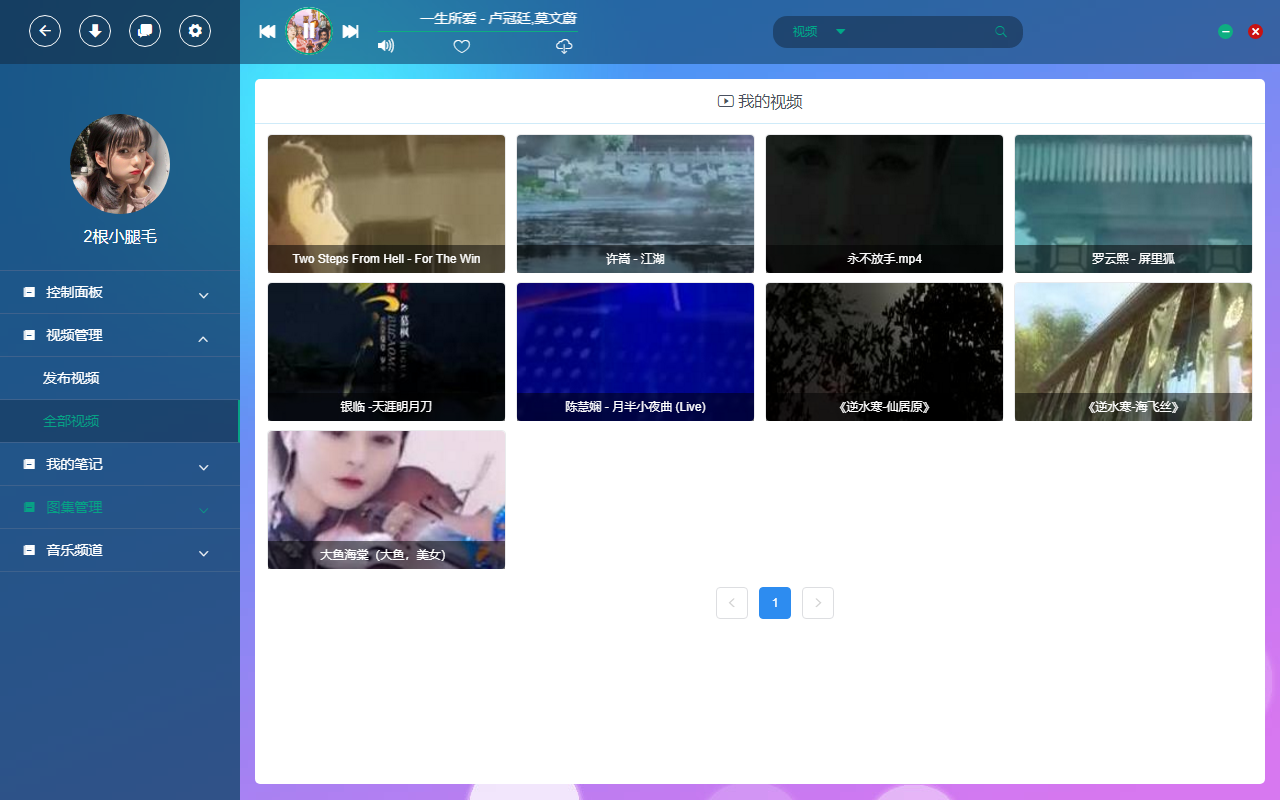 一生所爱 - 卢冠廷,莫文蔚
视频
2根小腿毛
控制面板
视频管理
发布视频
全部视频
我的笔记
图集管理
音乐频道
我的视频
Two Steps From Hell - For The Win
许嵩 - 江湖
永不放手.mp4
罗云熙 - 屏里狐
银临 -天涯明月刀
陈慧娴 - 月半小夜曲 (Live)
《逆水寒-仙居原》
《逆水寒-海飞丝》
大鱼海棠（大鱼，美女）
1